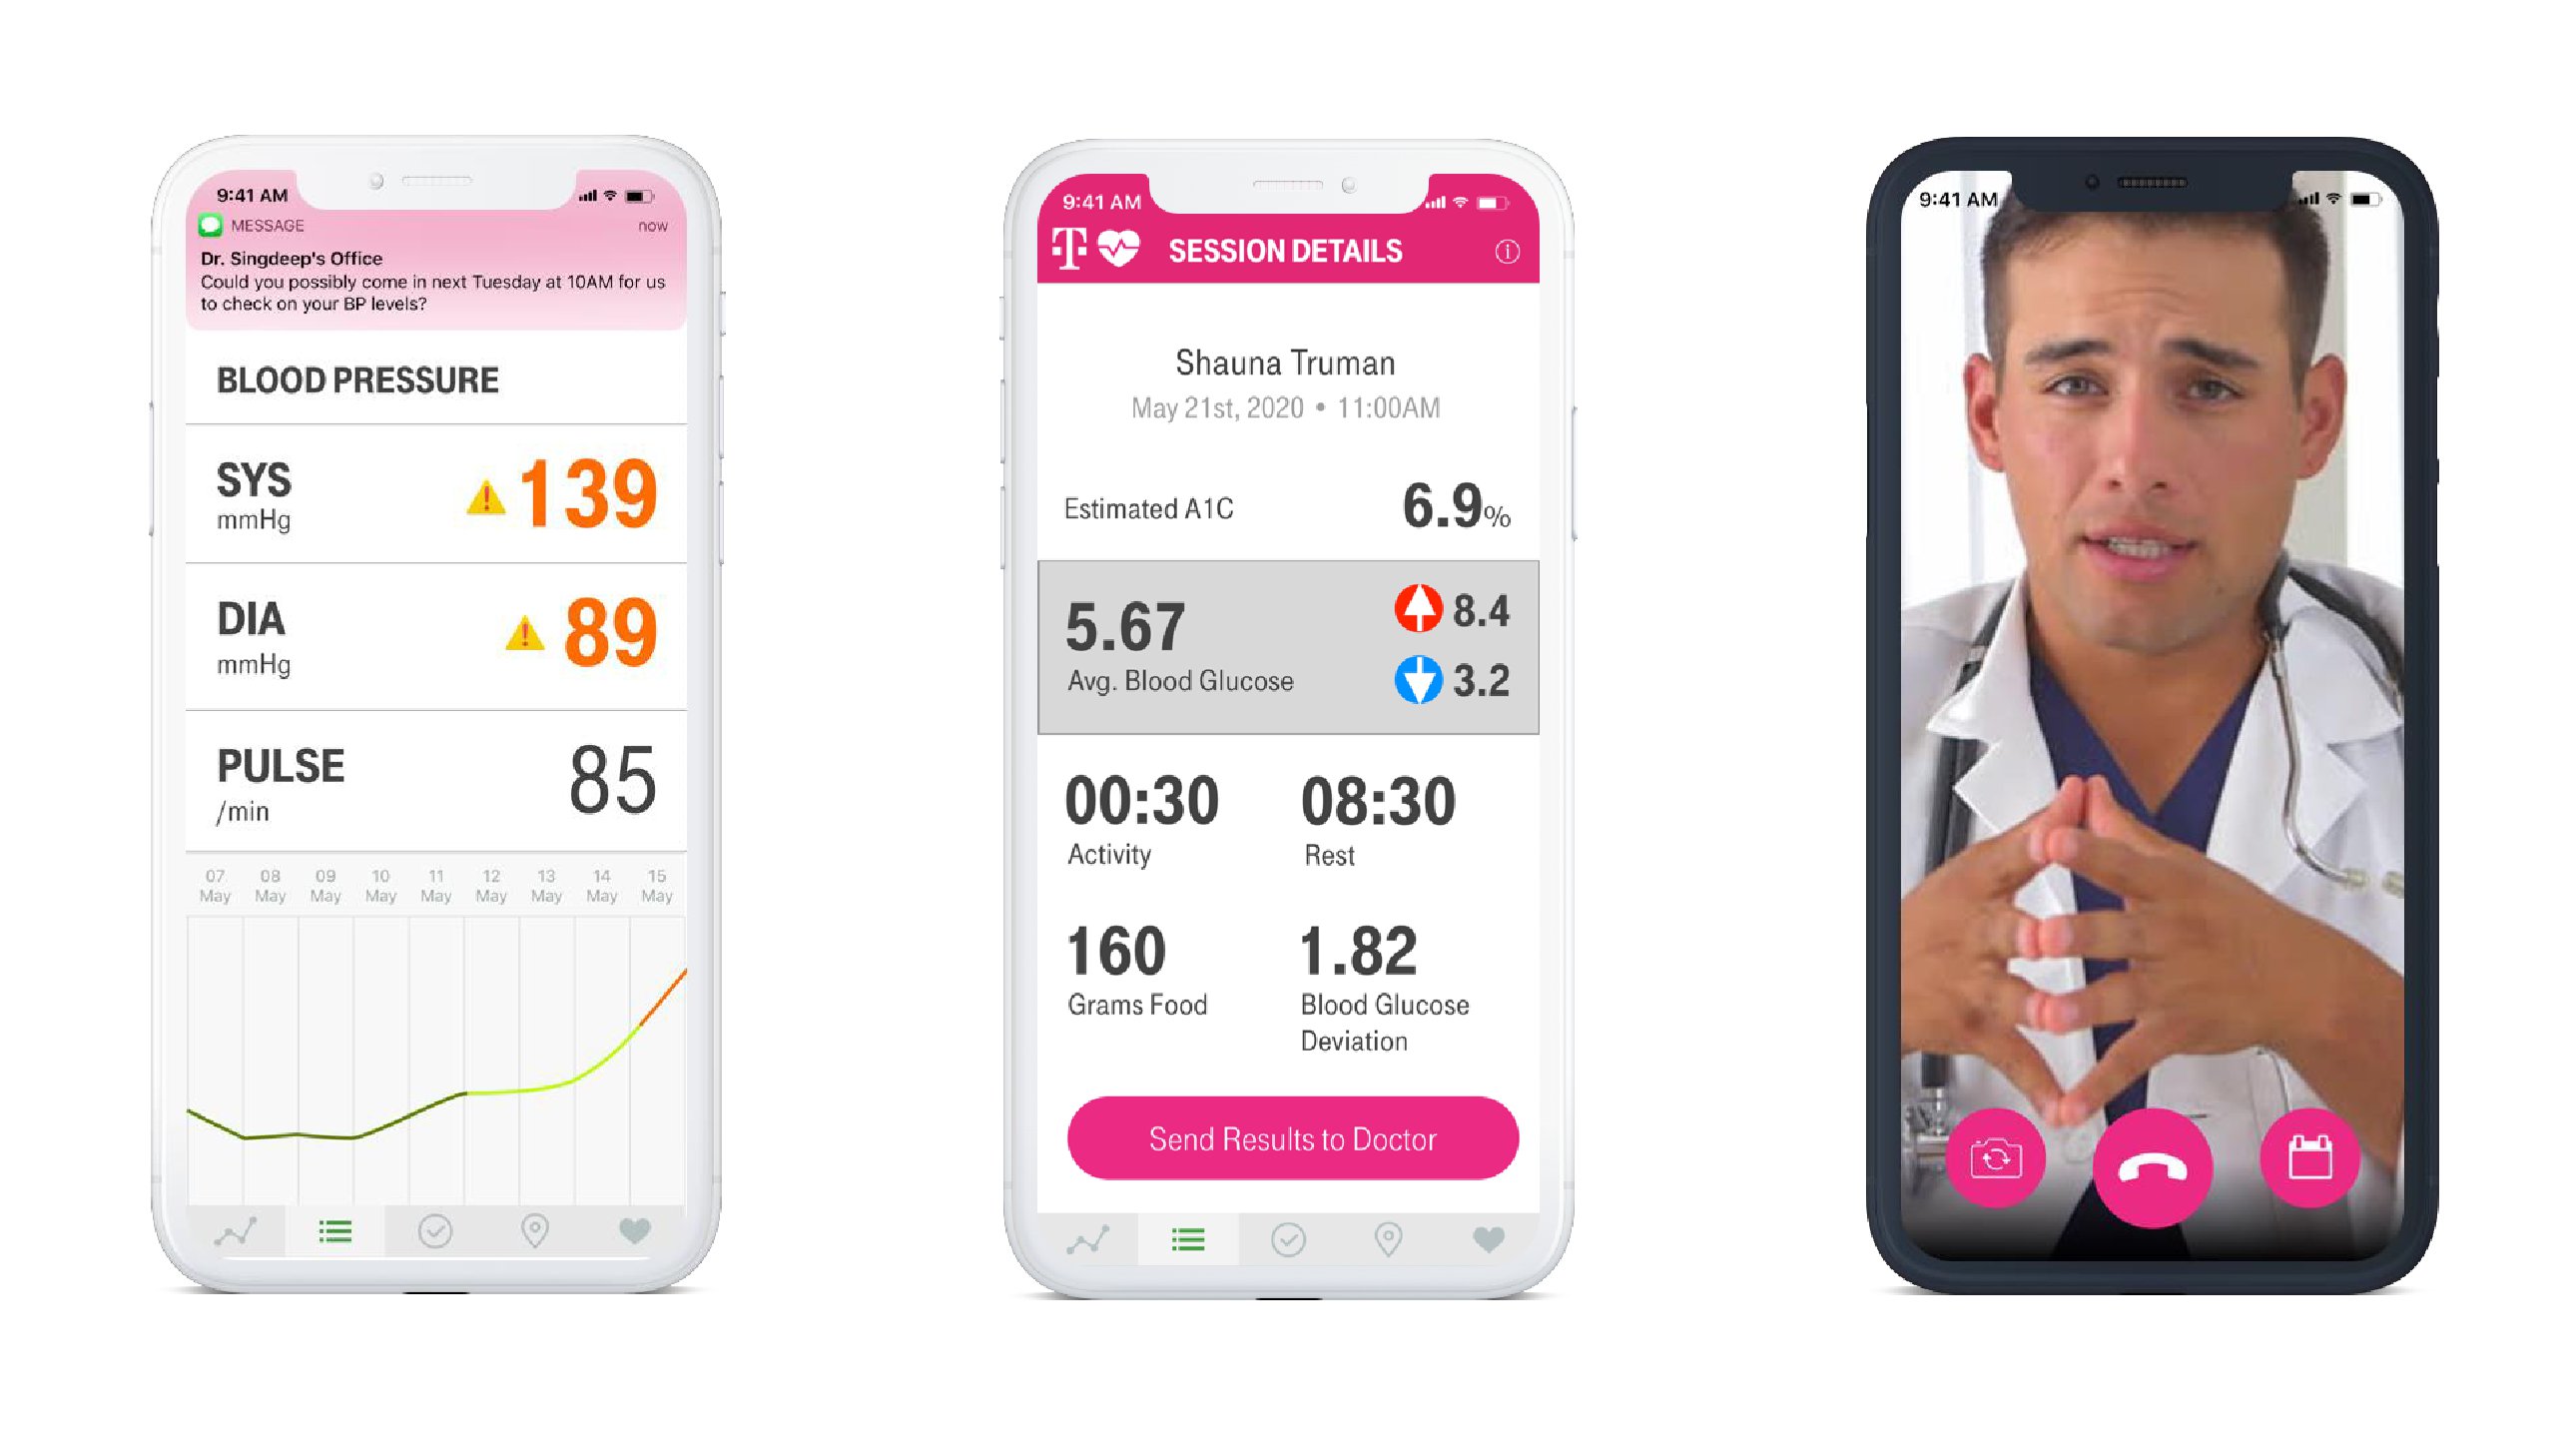 9:41 AM
MESSAGE
now
Dr. Singdeep's Office
Could you possibly come in next Tuesday at 10AM for us
to check on your BP levels?
BLOOD PRESSURE
SYS
mmHg
139
DIA
mmHg
89
PULSE
/min
85
07 08 09 10 11 12 13 14 15
May May May May May May May May May
9:41 AM
T SESSION DETAILS
Shauna Truman
May 21st, 2020 • 11:00AM
Estimated A1C 6.9%
5.67
Avg. Blood Glucose
8.4
3.2
00:30
Activity
08:30
Rest
160
Grams Food
1.82
Blood Glucose
Deviation
Send Results to Doctor
9:41 AM